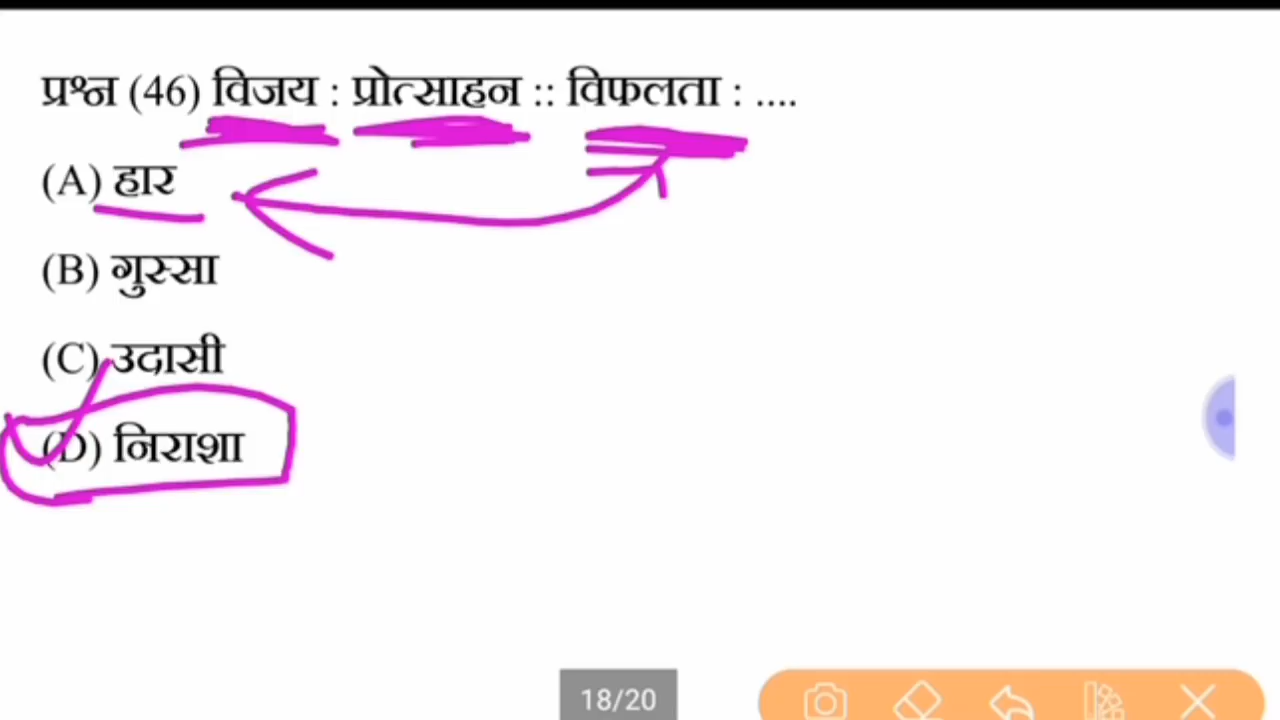 प्रश्न (46) विजय : प्रोत्साहन :: विफलता : ....
(A) हार
(B) गुस्सा
(C) उदासी
(D) निराशा
18/20